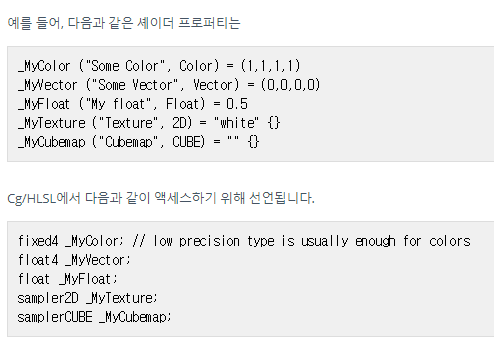 예를 들어, 다음과 같은 셰이더 프로퍼티는
_MyColor ("Some Color", Color) = (1,1,1,1)
_MyVector ("Some Vector", Vector) = (0,0,0,0)
_MyFloat ("My float", Float) = 0.5
_MyTexture ("Texture", 2D) = "white" {}
_MyCubemap ("Cubemap", CUBE) = "" {}
Cg/HLSL에서 다음과 같이 액세스하기 위해 선언됩니다.
fixed4 _MyColor; // low precision type is usually enough for colors
float4 _MyVector;
float _MyFloat;
sampler2D _MyTexture;
samplerCUBE _MyCubemap;